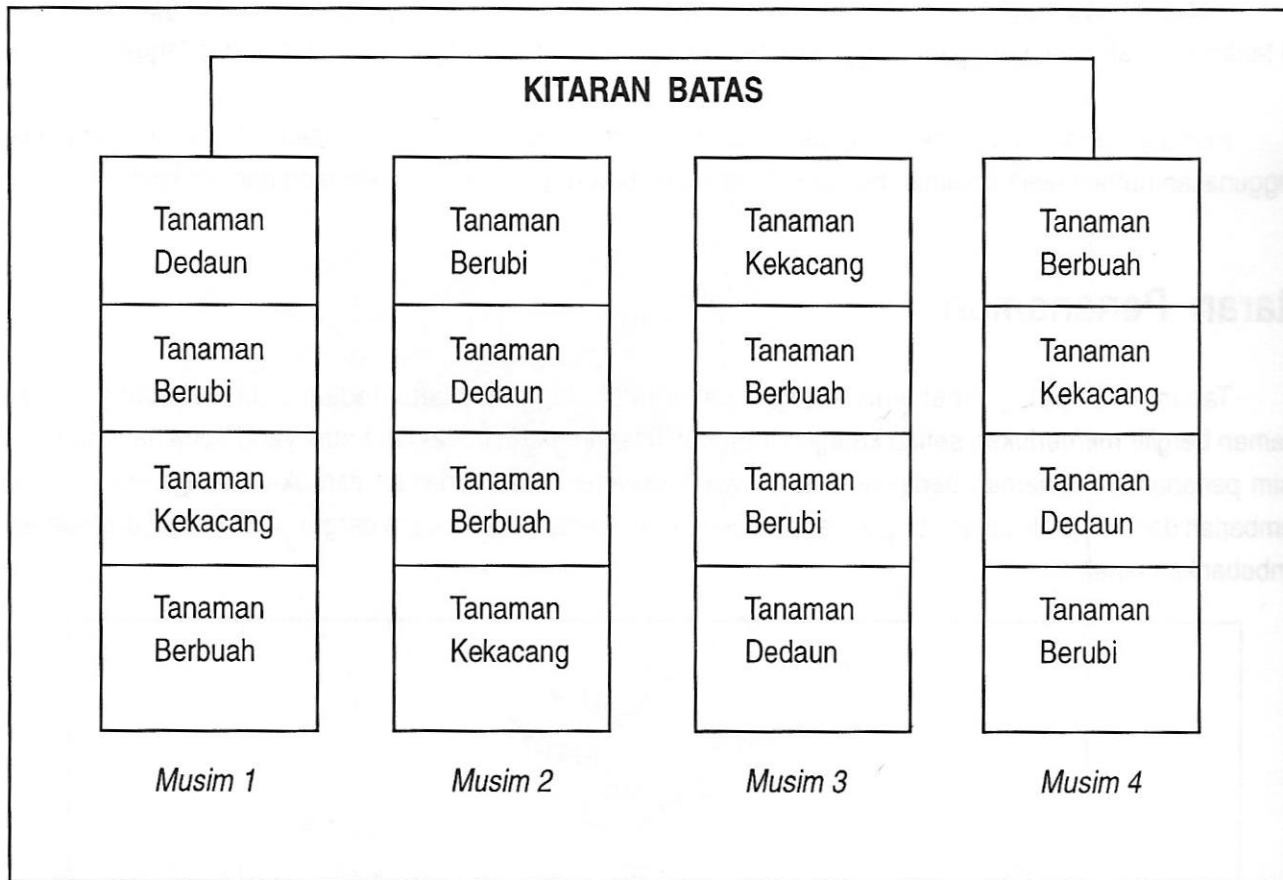 KITARAN BATAS
Tanaman
Dedaun
Tanaman
Berubi
Tanaman
Kekacang
Tanaman
Berbuah
Musim 1
Tanaman
Berubi
Tanaman
Dedaun
Tanaman
Berbuah
Tanaman
Kekacang
Musim 2
Tanaman
Kekacang
Tanaman
Berbuah
Tanaman
Berubi
Tanaman
Dedaun
Musim 3
Tanaman
Berbuah
Tanaman
Kekacang
Tanaman
Dedaun
Tanaman
Berubi
Musim 4